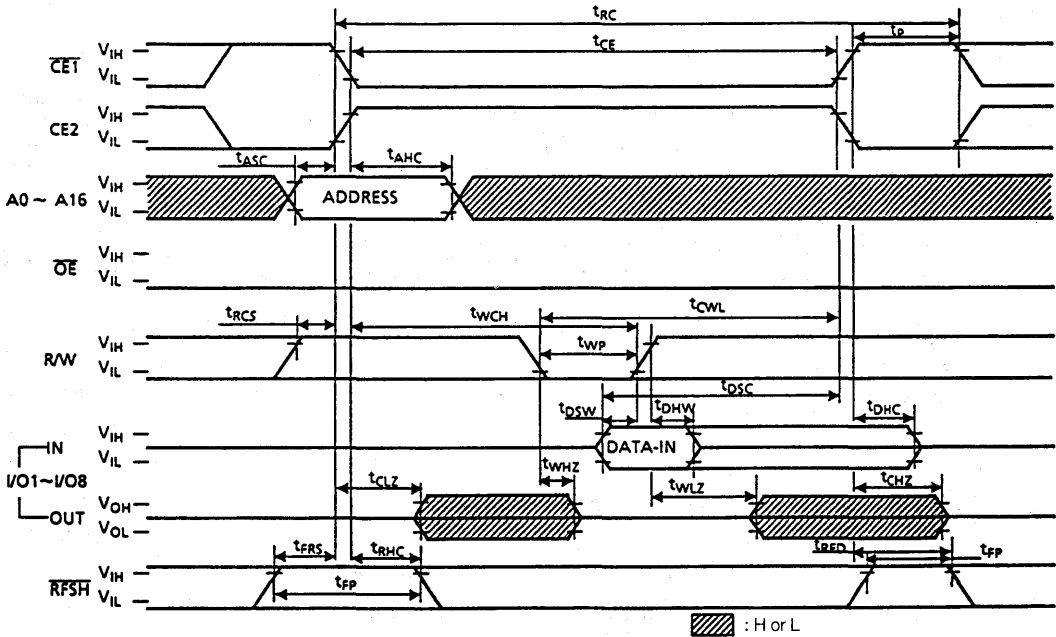 tRC
tCE
tP
CE1
VIH
VIL
CE2
VIH
VIL
tASC
tAHC
A0 ~ A16
VIH
VIL
ADDRESS
OE
VIH
VIL
tRCS
tWCH
tCWL
R/W
VIH
VIL
tWP
tDSC
tDSW
tDHW
tDHC
IN
VIH
VIL
DATA-IN
I/O1~I/O8
tWHZ
tCLZ
tWLZ
tCHZ
OUT
VOH
VOL
tFRS
tRHC
tRFD
tFP
RFSH
VIH
VIL
tFP
: H or L